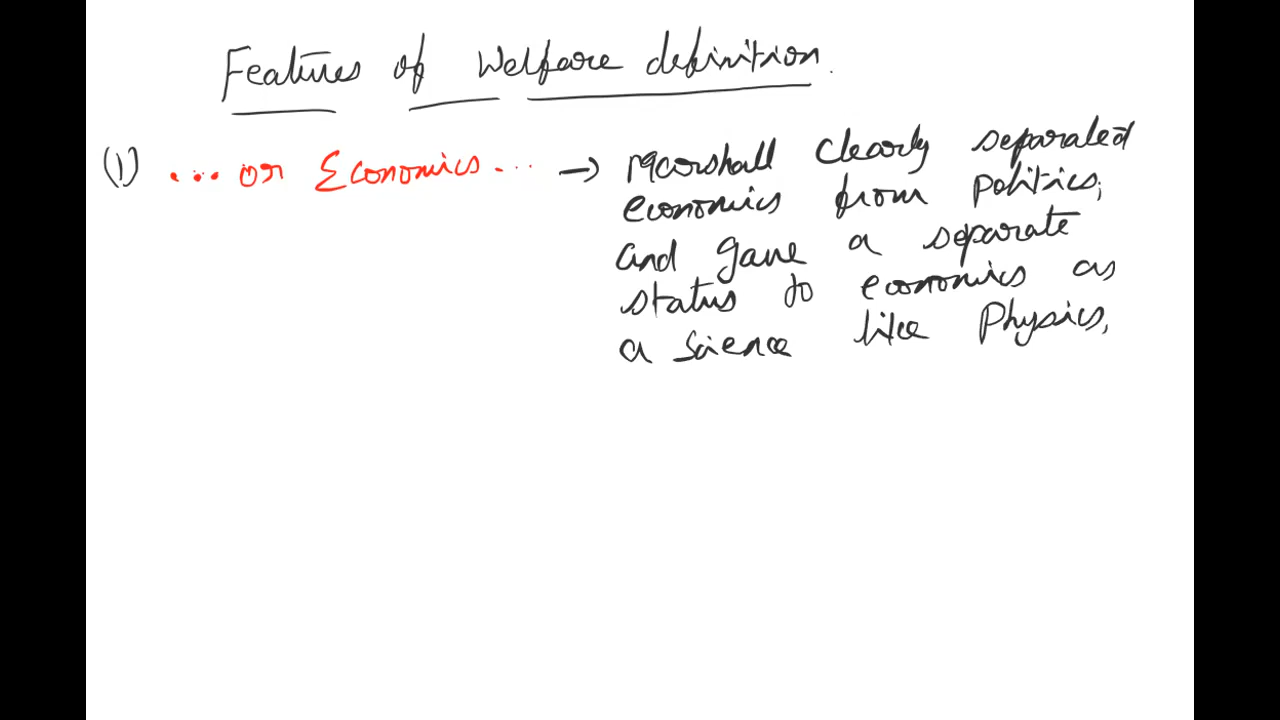 Features of Welfare definition.
(1) ... or Economics... → Marshall clearly separated
economics from politics,
and gave a separate
status to economics as
a science like Physics,